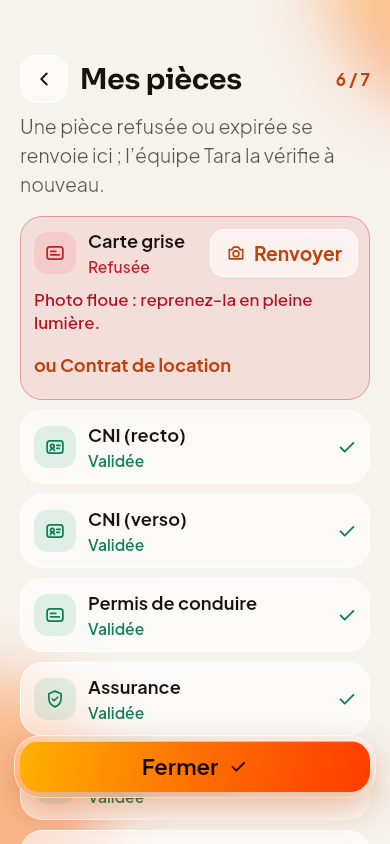 Mes pièces
6 / 7
Une pièce refusée ou expirée se
renvoie ici ; l'équipe Tara la vérifie à
nouveau.
Carte grise
Refusée
Renvoyer
Photo floue : reprenez-la en pleine
lumière.
ou Contrat de location
CNI (recto)
Validée
CNI (verso)
Validée
Permis de conduire
Validée
Assurance
Validée
Fermer
Validée